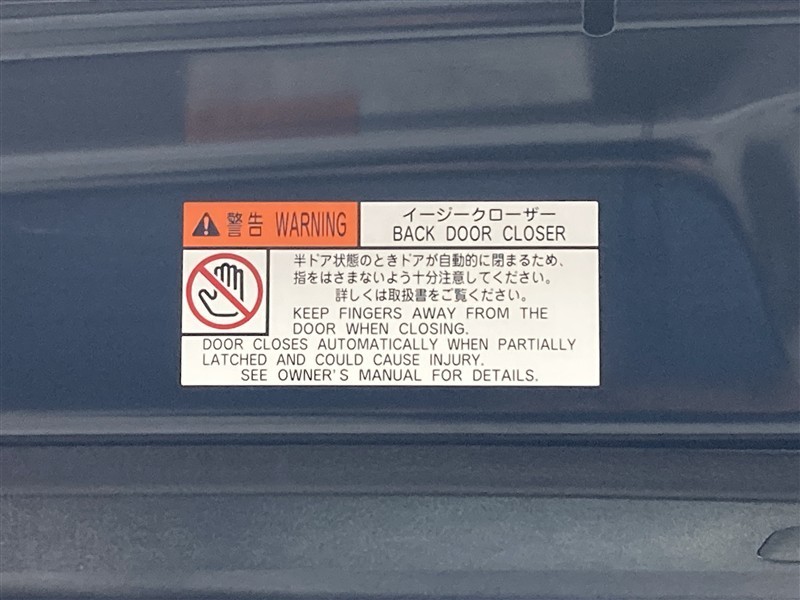 警告 WARNING
イージークローザー
BACK DOOR CLOSER
半ドア状態のときドアが自動的に閉まるため、
指をはさまないよう十分注意してください。
詳しくは取扱書をご覧ください。
KEEP FINGERS AWAY FROM THE
DOOR WHEN CLOSING.
DOOR CLOSES AUTOMATICALLY WHEN PARTIALLY
LATCHED AND COULD CAUSE INJURY.
SEE OWNER'S MANUAL FOR DETAILS.